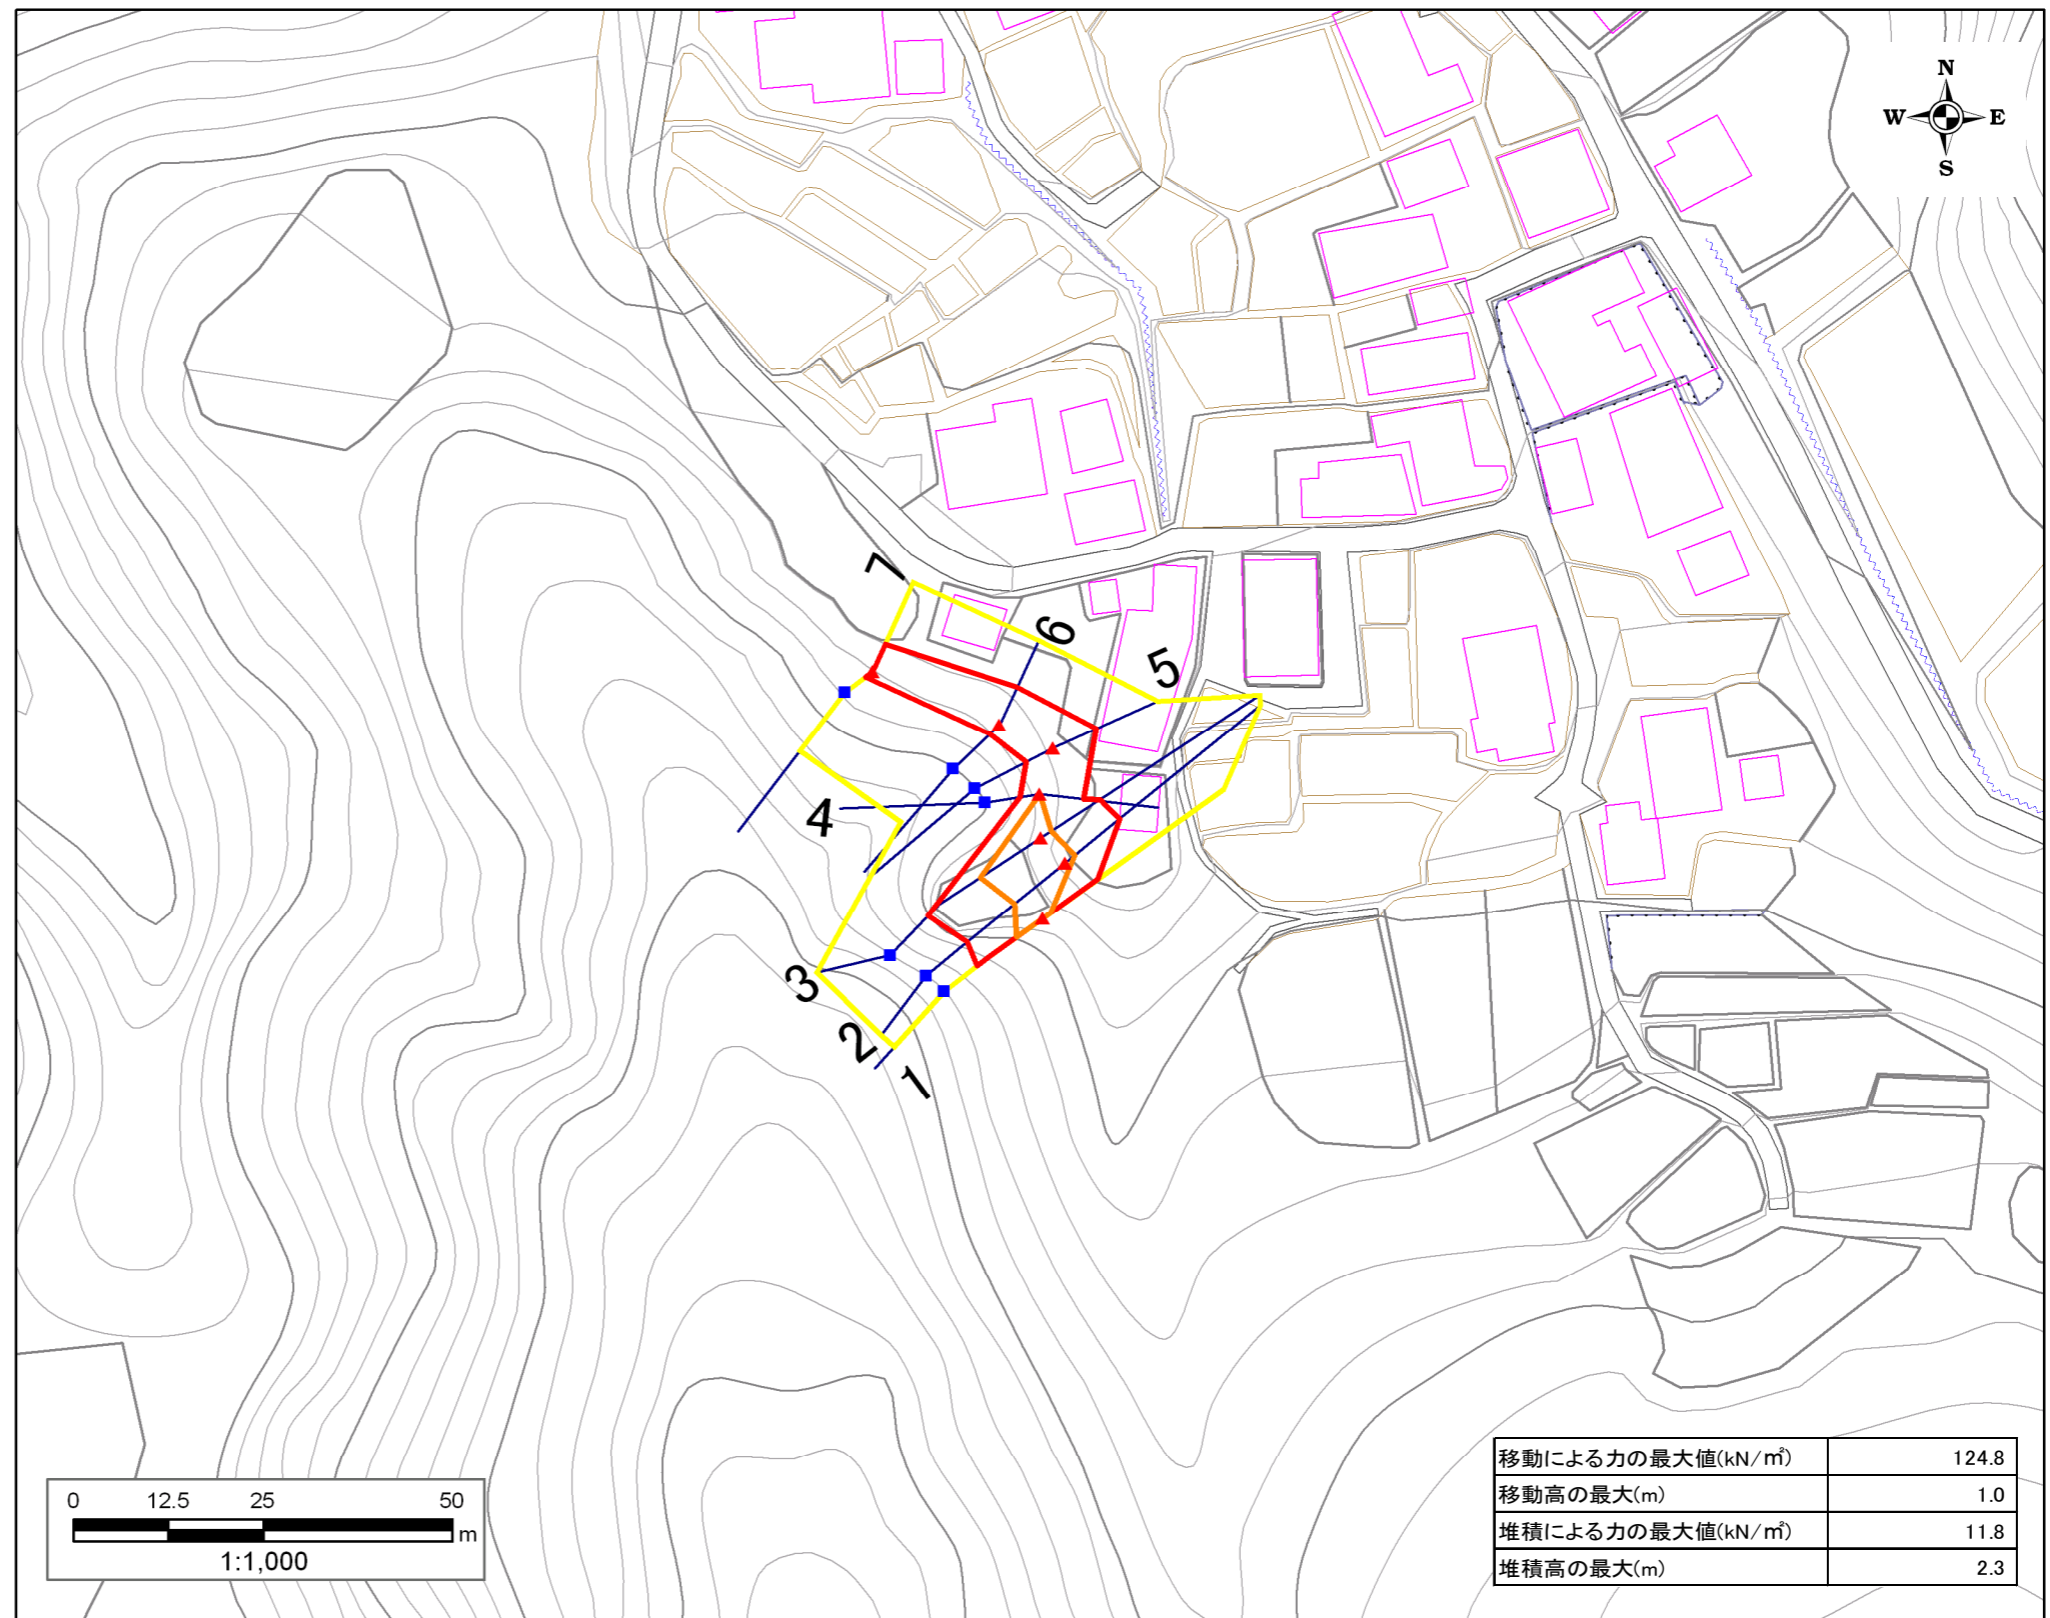 N
W E
S
7
6
5
4
3
2
1
移動による力の最大値(kN/㎡) 124.8
移動高の最大(m) 1.0
堆積による力の最大値(kN/㎡) 11.8
堆積高の最大(m) 2.3
0 12.5 25 50
m
1:1,000